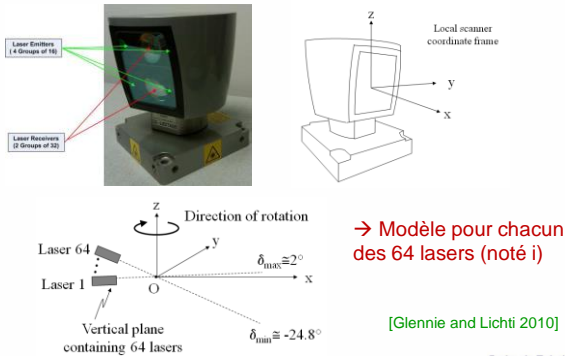 Laser Emitters
( 4 Groups of 16)
Laser Receivers
(2 Groups of 32)
z
Local scanner
coordinate frame
y
x
z
Direction of rotation
y
Laser 64
δmax≅2°
Laser 1
O
x
Vertical plane
containing 64 lasers
δmin≅ -24.8°
→ Modèle pour chacun
des 64 lasers (noté i)
[Glennie and Lichti 2010]